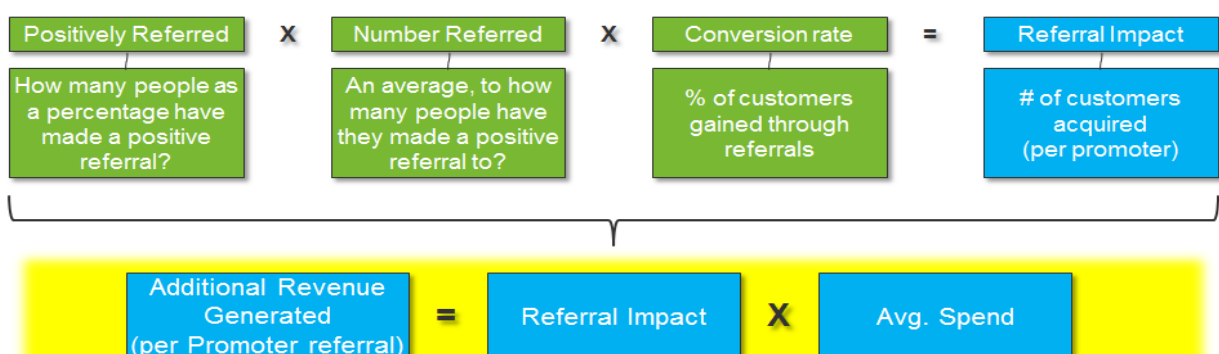 Positively Referred X Number Referred X Conversion rate = Referral Impact
How many people as
a percentage have
made a positive
referral?
An average, to how
many people have
they made a positive
referral to?
% of customers
gained through
referrals
# of customers
acquired
(per promoter)
Additional Revenue
Generated
(per Promoter referral)
= Referral Impact X Avg. Spend